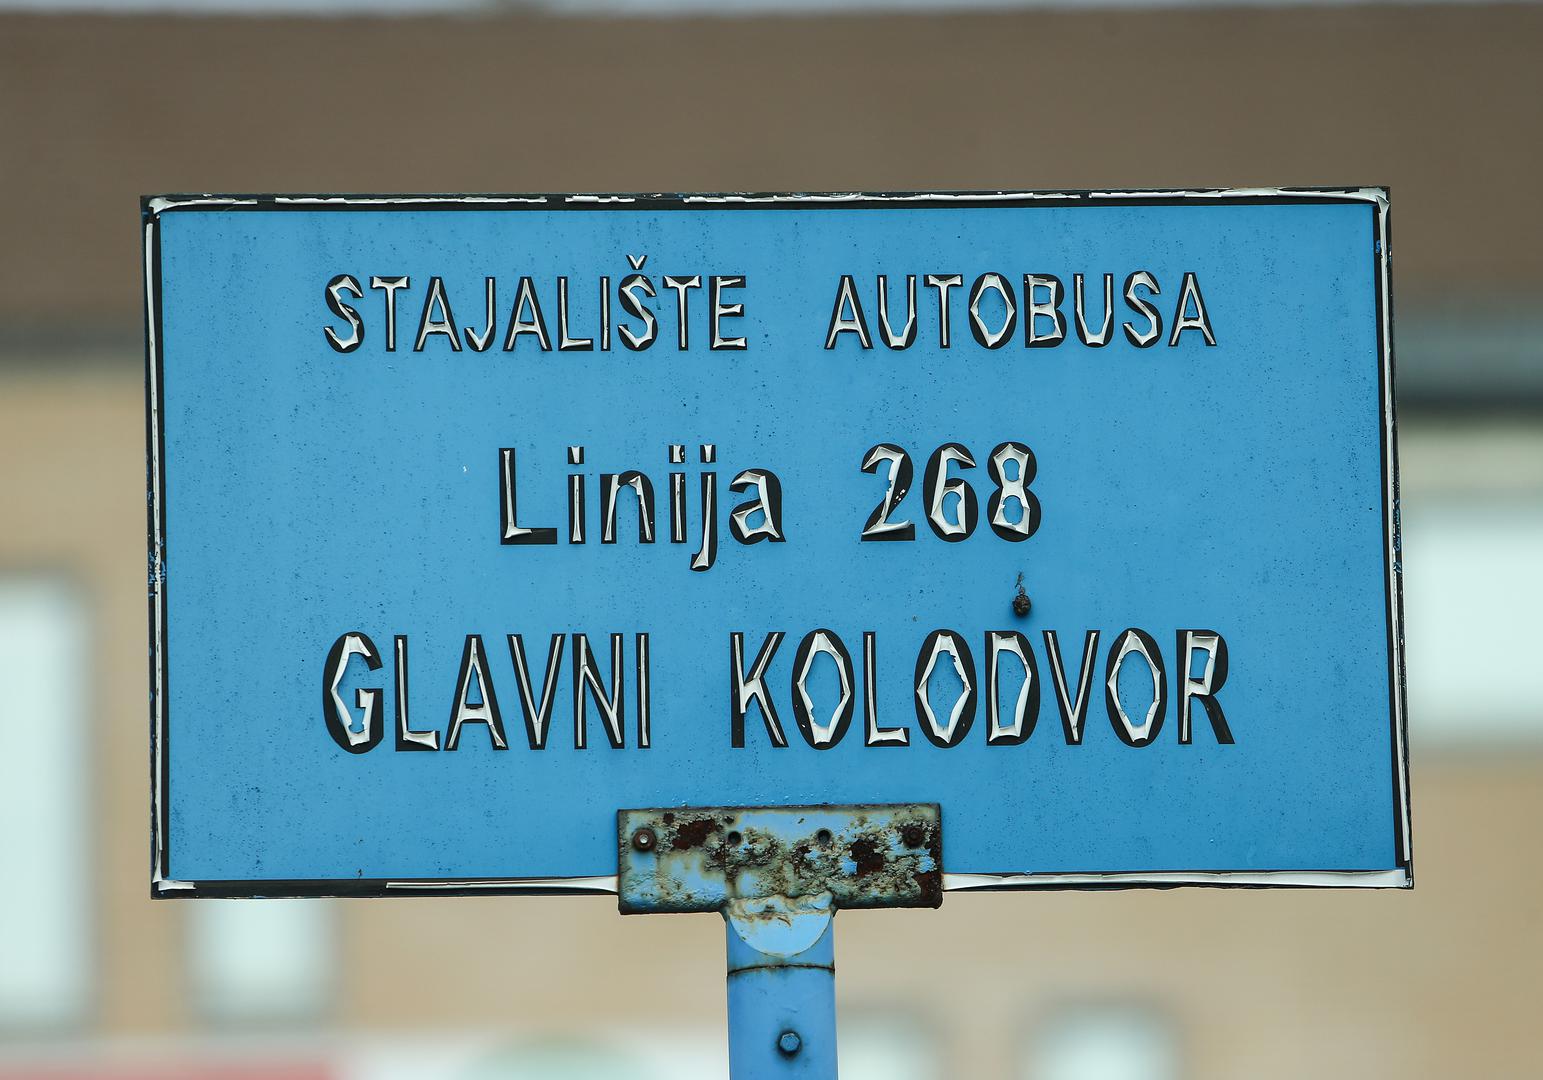 STAJALIŠTE AUTOBUSA
Linija 268
GLAVNI KOLODVOR